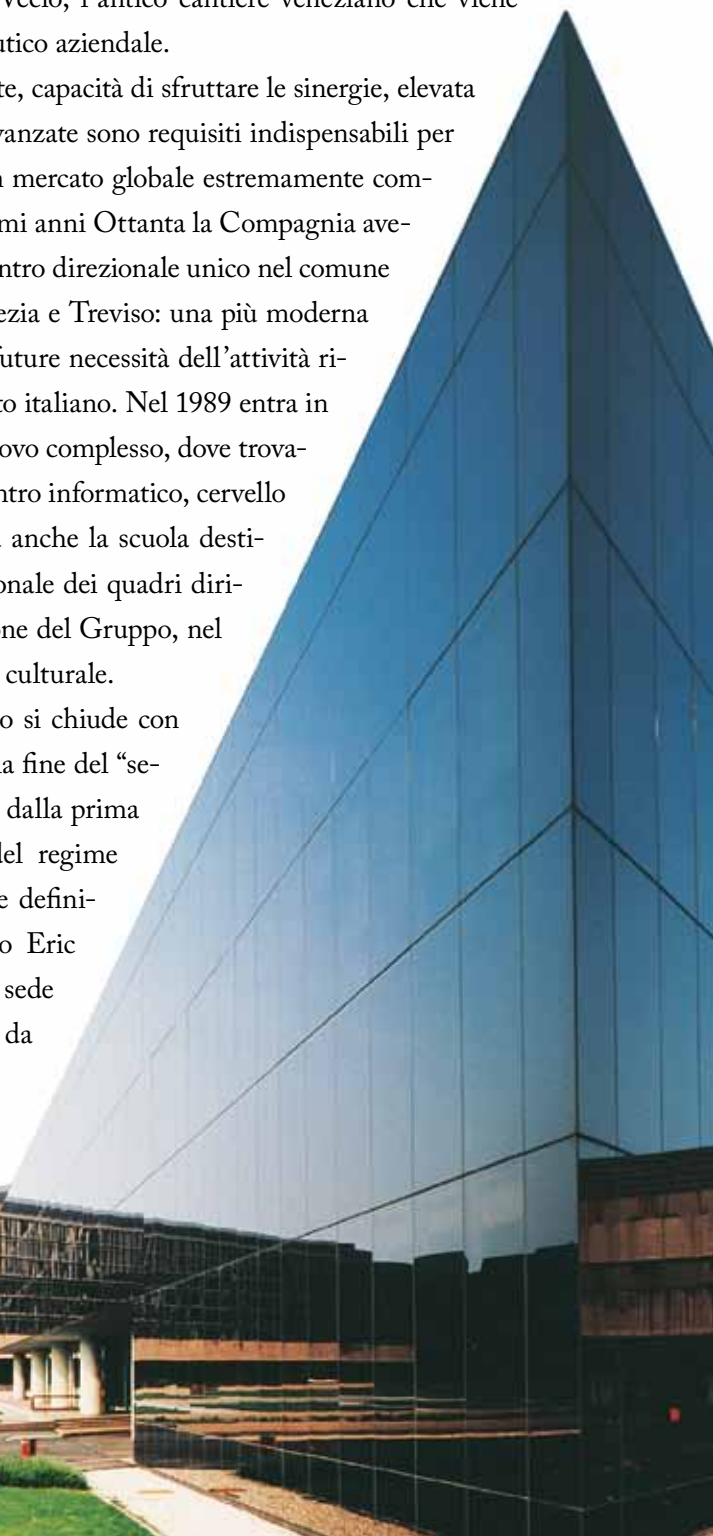 Vecio, l'antico cantiere veneziano che viene
utico aziendale.
te, capacità di sfruttare le sinergie, elevata
vanzate sono requisiti indispensabili per
n mercato globale estremamente com-
mi anni Ottanta la Compagnia ave-
ntro direzionale unico nel comune
ezia e Treviso: una più moderna
future necessità dell'attività ri-
to italiano. Nel 1989 entra in
ovo complesso, dove trova-
ntro informatico, cervello
anche la scuola desti-
onale dei quadri diri-
one del Gruppo, nel
culturale.
o si chiude con
la fine del “se-
dalla prima
del regime
e defini-
o Eric
sede
da